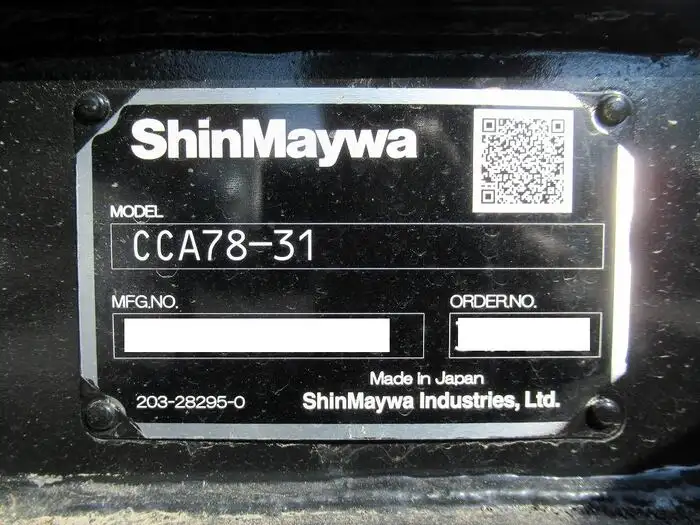 ShinMaywa
MODEL
CCA78-31
MFG.NO.
ORDER.NO.
Made in Japan
203-28295-0
ShinMaywa Industries, Ltd.